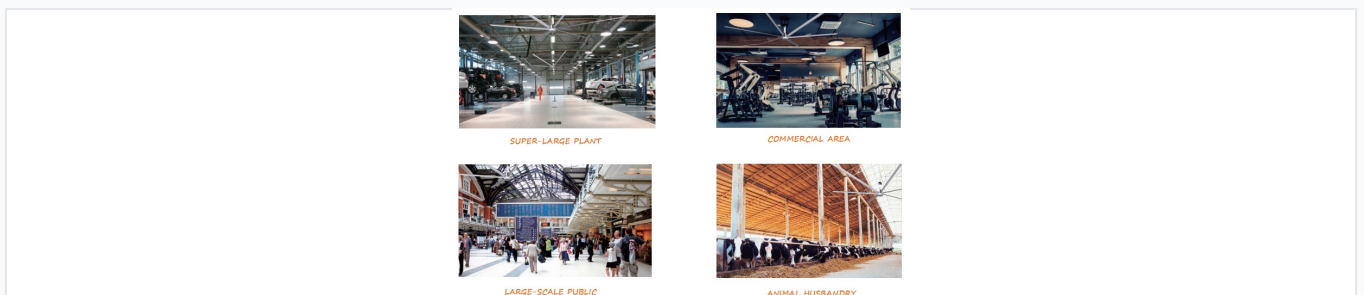 SUPER-LARGE PLANT
COMMERCIAL AREA
LARGE-SCALE PUBLIC
ANIMAL HUSBANDRY